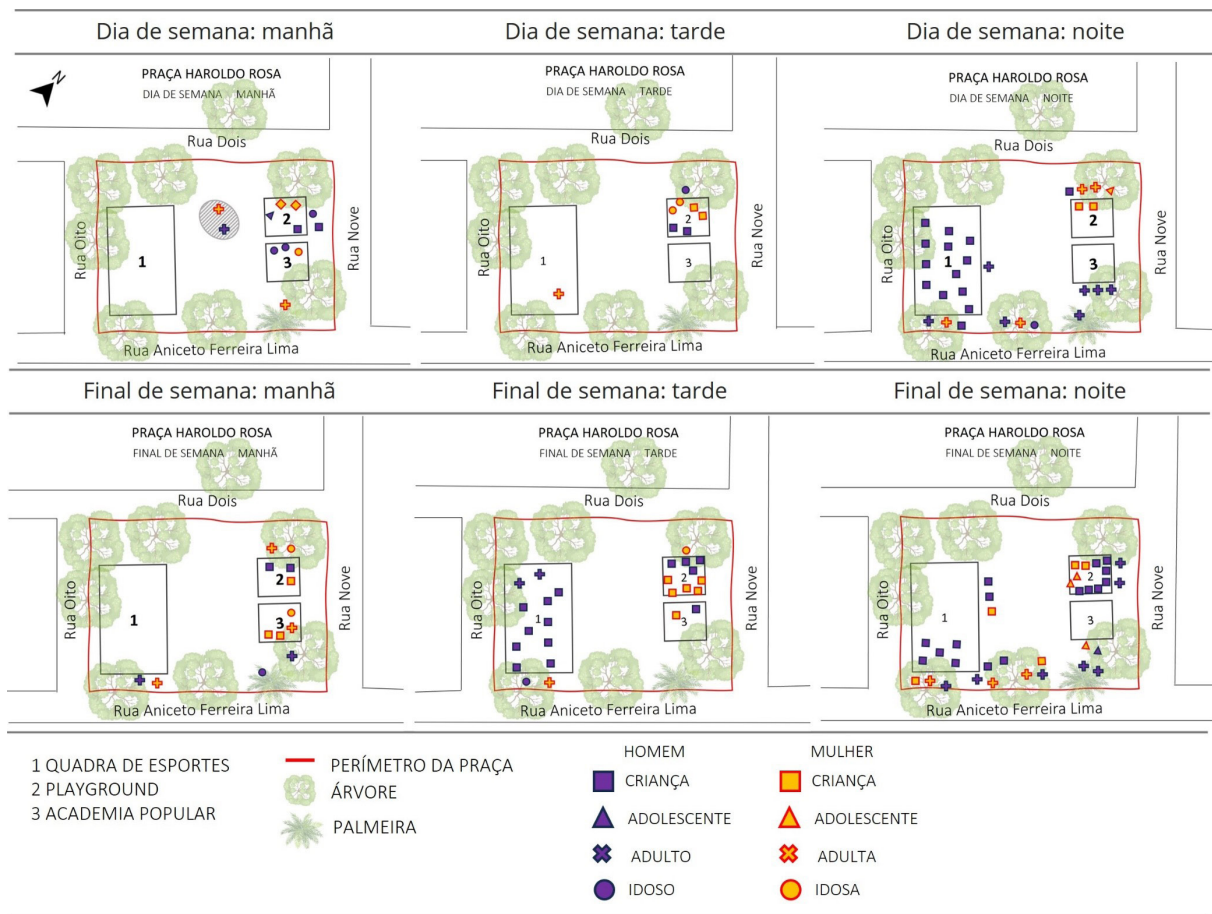 Dia de semana: manhã
Dia de semana: tarde
Dia de semana: noite
N
PRAÇA HAROLDO ROSA
DIA DE SEMANA MANHÃ
Rua Dois
Rua Oito
Rua Nove
1
2
3
Rua Aniceto Ferreira Lima
PRAÇA HAROLDO ROSA
DIA DE SEMANA TARDE
Rua Dois
Rua Oito
Rua Nove
1
2
3
Rua Aniceto Ferreira Lima
PRAÇA HAROLDO ROSA
DIA DE SEMANA NOITE
Rua Dois
Rua Oito
Rua Nove
1
2
3
Rua Aniceto Ferreira Lima
Final de semana: manhã
Final de semana: tarde
Final de semana: noite
PRAÇA HAROLDO ROSA
FINAL DE SEMANA MANHÃ
Rua Dois
Rua Oito
Rua Nove
1
2
3
Rua Aniceto Ferreira Lima
PRAÇA HAROLDO ROSA
FINAL DE SEMANA TARDE
Rua Dois
Rua Oito
Rua Nove
1
2
3
Rua Aniceto Ferreira Lima
PRAÇA HAROLDO ROSA
FINAL DE SEMANA NOITE
Rua Dois
Rua Oito
Rua Nove
1
2
3
Rua Aniceto Ferreira Lima
1 QUADRA DE ESPORTES
2 PLAYGROUND
3 ACADEMIA POPULAR
PERÍMETRO DA PRAÇA
ÁRVORE
PALMEIRA
HOMEM
CRIANÇA
ADOLESCENTE
ADULTO
IDOSO
MULHER
CRIANÇA
ADOLESCENTE
ADULTA
IDOSA